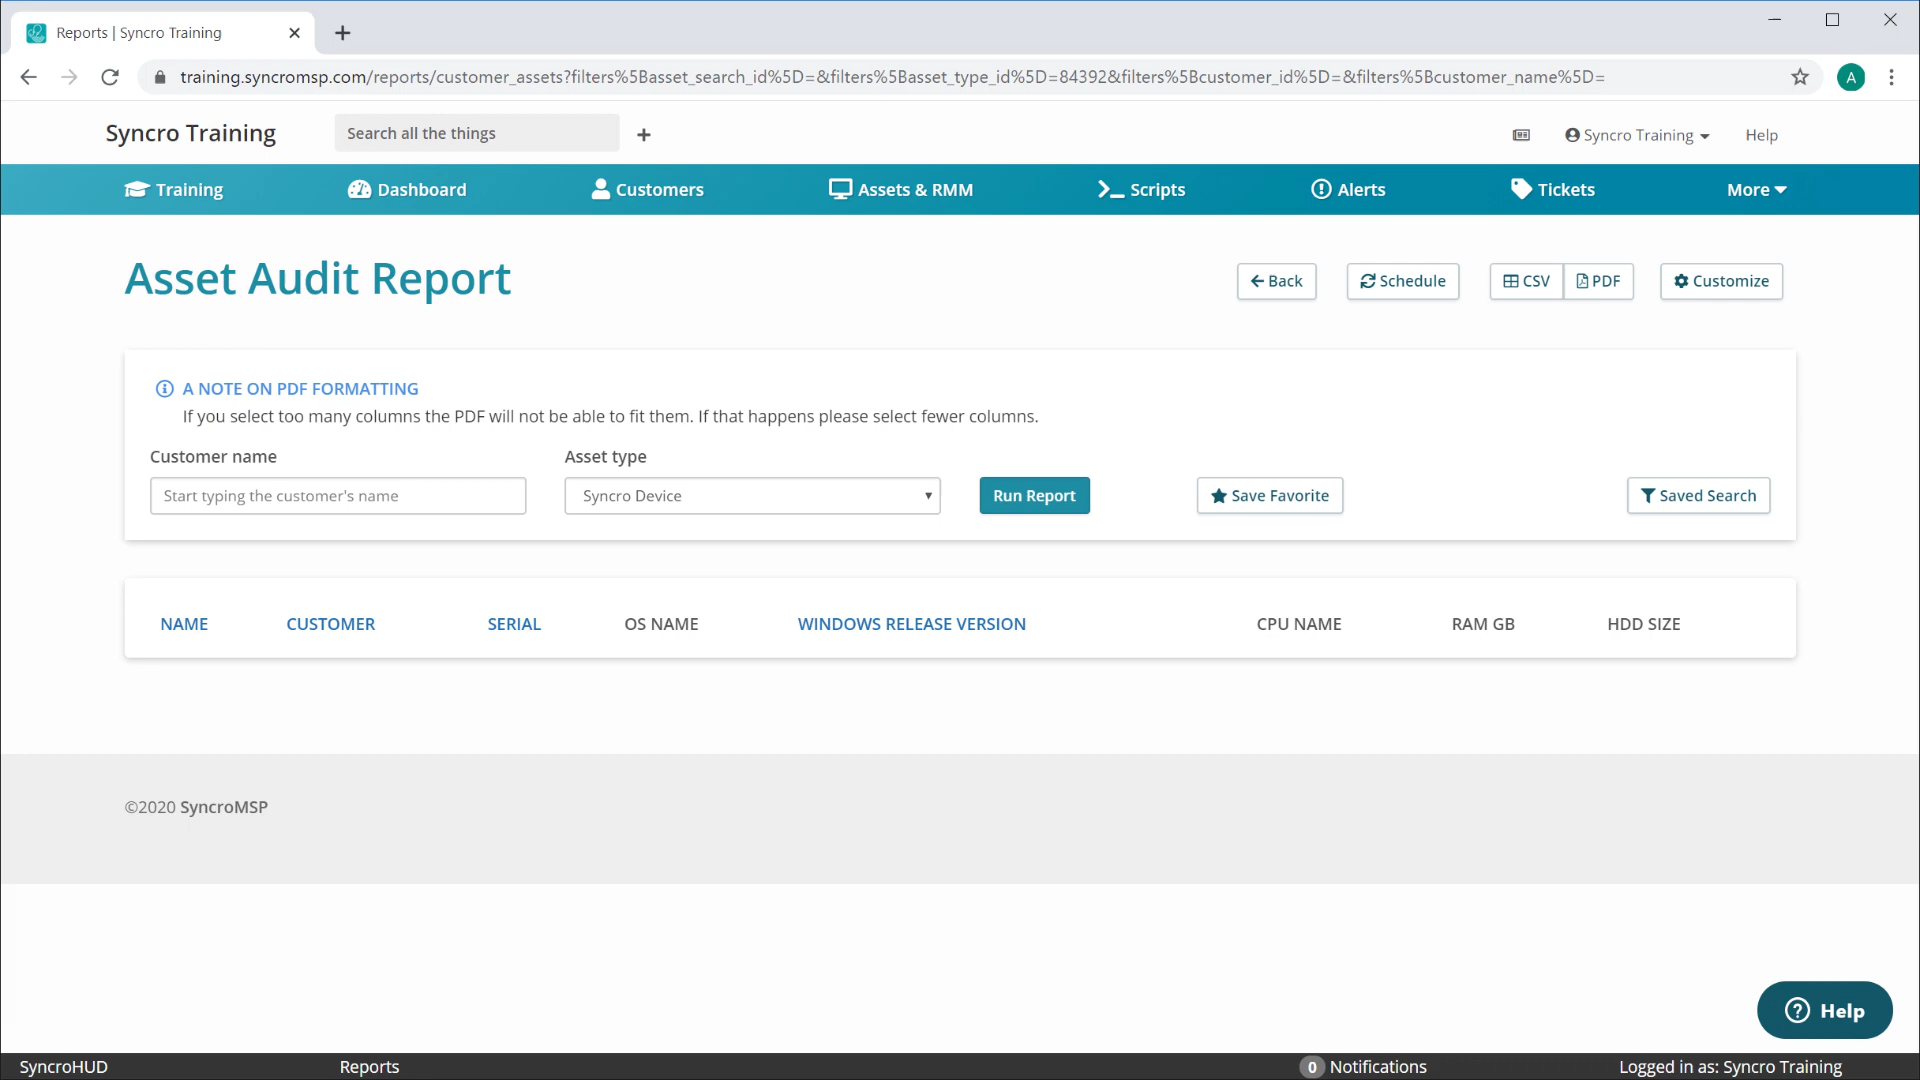 Reports | Syncro Training
training.syncromsp.com/reports/customer_assets?filters%5Basset_search_id%5D=&filters%5Basset_type_id%5D=84392&filters%5Bcustomer_id%5D=&filters%5Bcustomer_name%5D=
A
Syncro Training
Search all the things
Syncro Training
Help
Training
Dashboard
Customers
Assets & RMM
Scripts
Alerts
Tickets
More
Asset Audit Report
Back
Schedule
CSV
PDF
Customize
A NOTE ON PDF FORMATTING
If you select too many columns the PDF will not be able to fit them. If that happens please select fewer columns.
Customer name
Asset type
Start typing the customer's name
Syncro Device
Run Report
Save Favorite
Saved Search
NAME
CUSTOMER
SERIAL
OS NAME
WINDOWS RELEASE VERSION
CPU NAME
RAM GB
HDD SIZE
©2020 SyncroMSP
Help
SyncroHUD
Reports
0 Notifications
Logged in as: Syncro Training